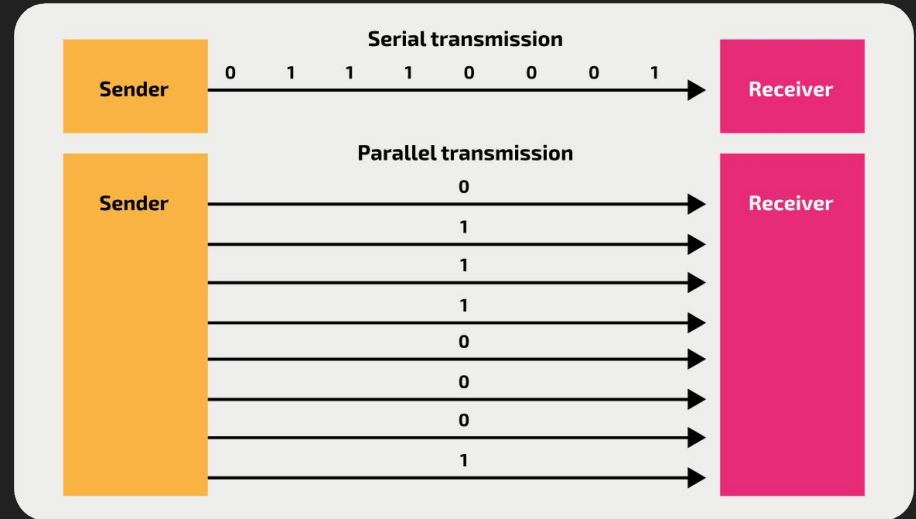 Serial transmission
Sender
0 1 1 1 0 0 0 1
Receiver
Parallel transmission
Sender
0
Receiver
1
1
1
0
0
0
1